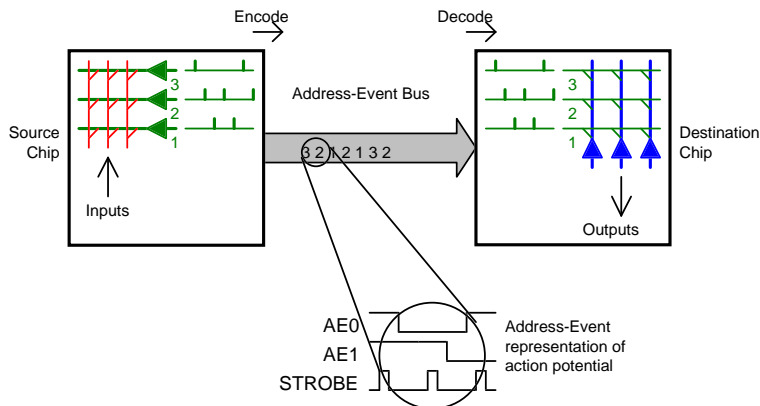 Encode
Decode
3
2
1
Source
Chip
Inputs
Address-Event Bus
3 2 1 2 1 3 2
3
2
1
Destination
Chip
Outputs
AE0
AE1
STROBE
Address-Event
representation of
action potential